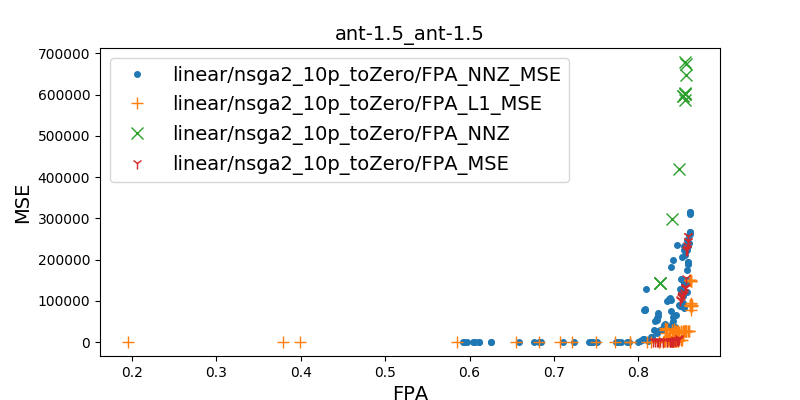 ant-1.5_ant-1.5
700000
600000
500000
400000
300000
200000
100000
0
MSE
linear/nsga2_10p_toZero/FPA_NNZ_MSE
linear/nsga2_10p_toZero/FPA_L1_MSE
linear/nsga2_10p_toZero/FPA_NNZ
linear/nsga2_10p_toZero/FPA_MSE
0.2 0.3 0.4 0.5 0.6 0.7 0.8
FPA